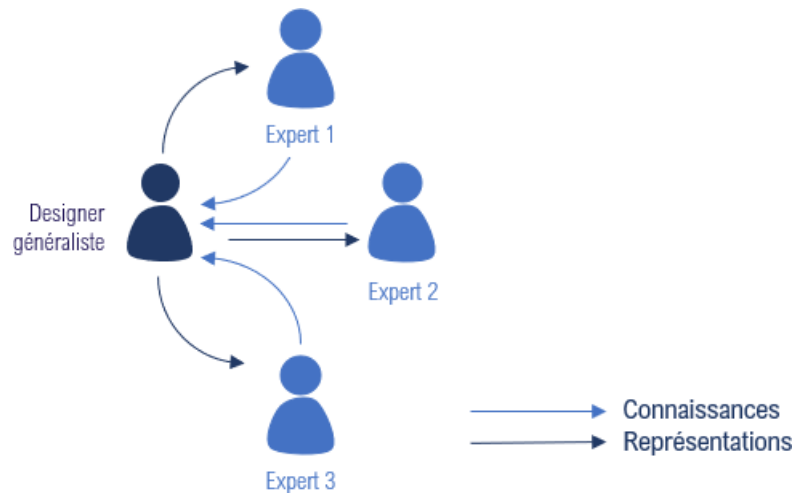 Expert 1
Designer
généraliste
Expert 2
Expert 3
Connaissances
Représentations